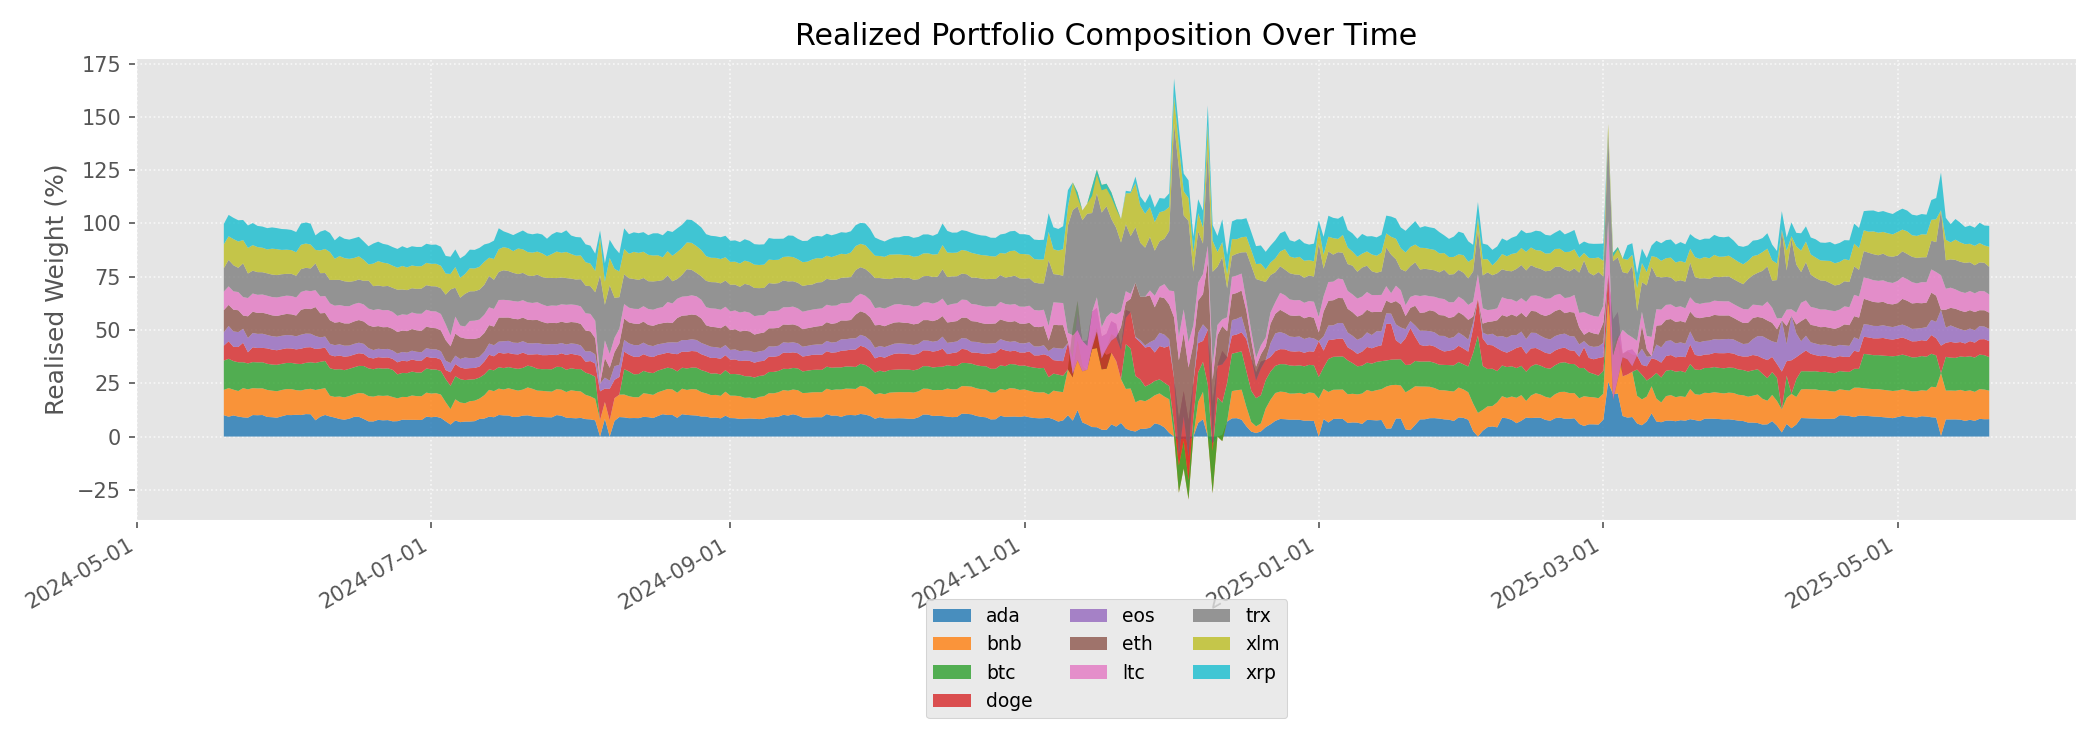 Realized Portfolio Composition Over Time
Realised Weight (%)
175
150
125
100
75
50
25
0
−25
2024-05-01
2024-07-01
2024-09-01
2024-11-01
2025-01-01
2025-03-01
2025-05-01
ada
bnb
btc
doge
eos
eth
ltc
trx
xlm
xrp